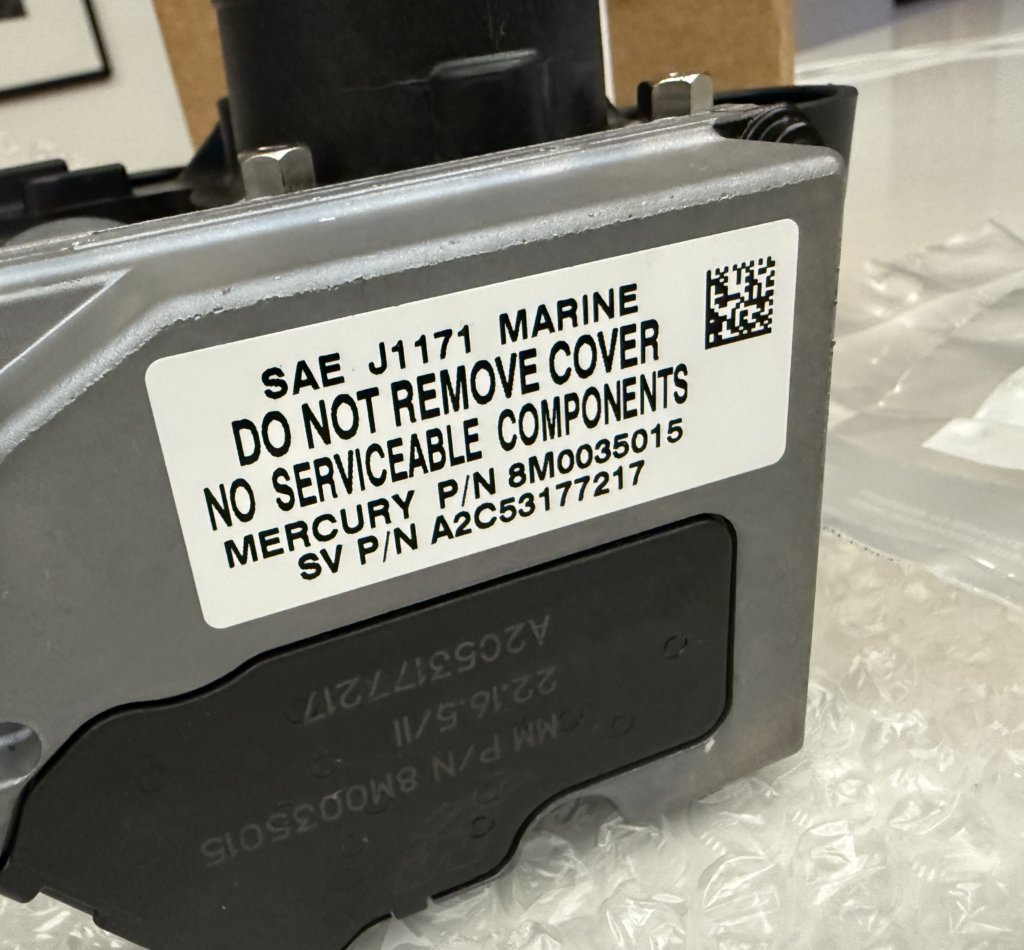 SAE J1171 MARINE
DO NOT REMOVE COVER
NO SERVICEABLE COMPONENTS
MERCURY P/N 8M0035015
SV P/N A2C53177217
MM P/N 8M0035015
22.16.5/11
A2C53177217